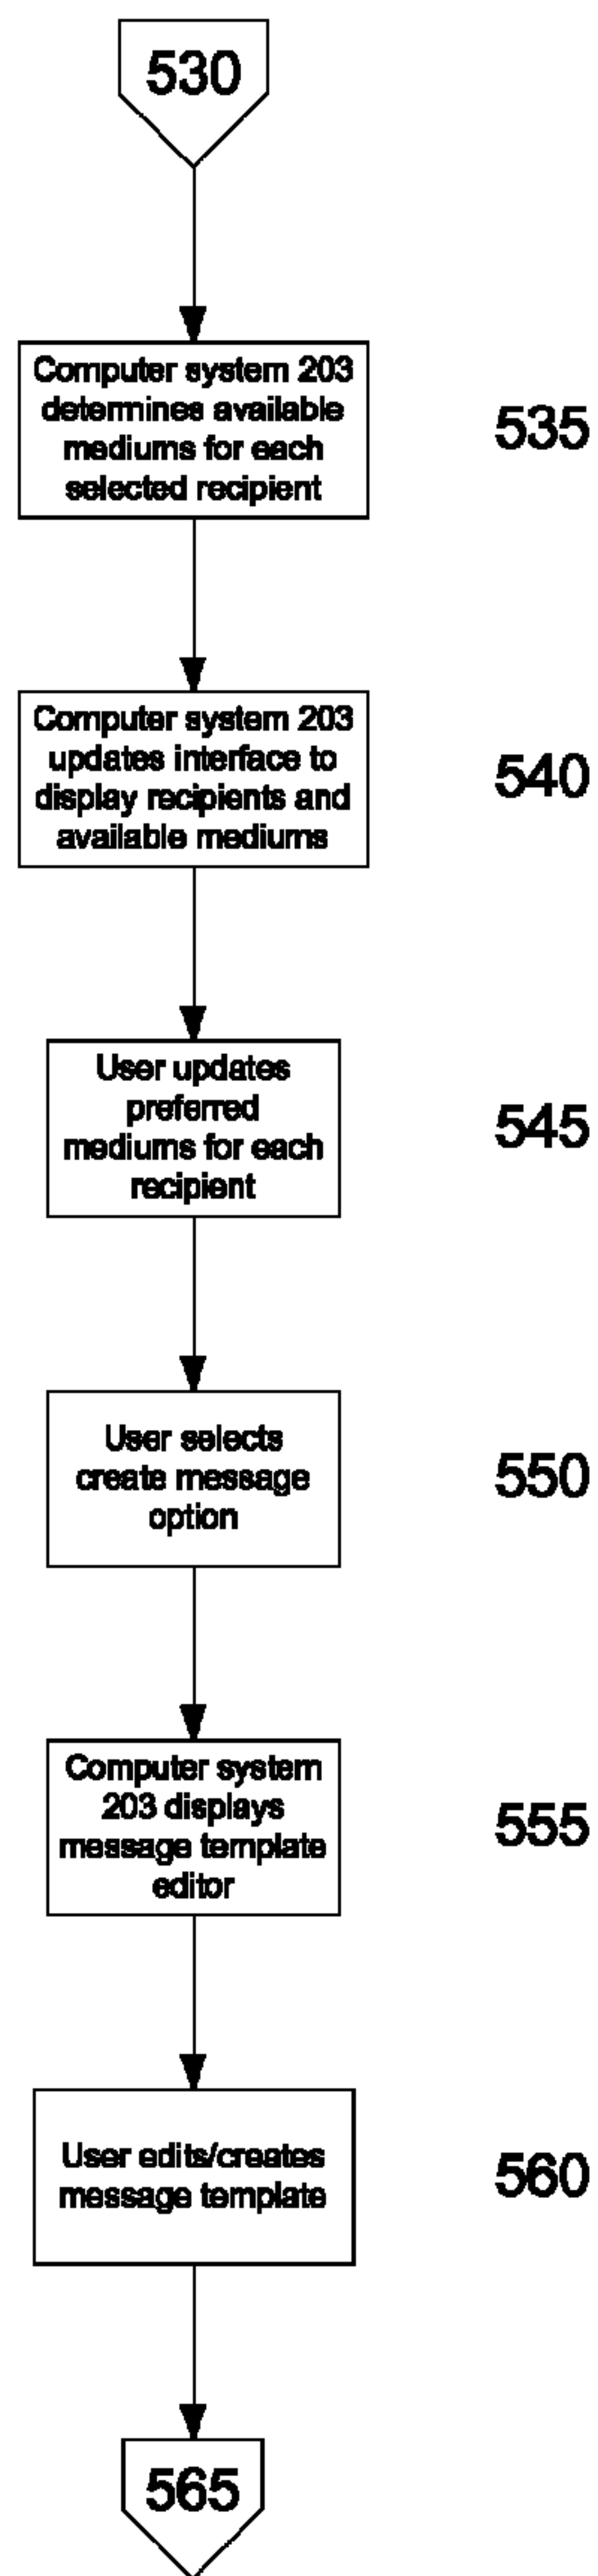 530
Computer system 203
determines available
mediums for each
selected recipient
535
Computer system 203
updates interface to
display recipients and
available mediums
540
User updates
preferred
mediums for each
recipient
545
User selects
create message
option
550
Computer system
203 displays
message template
editor
555
User edits/creates
message template
560
565